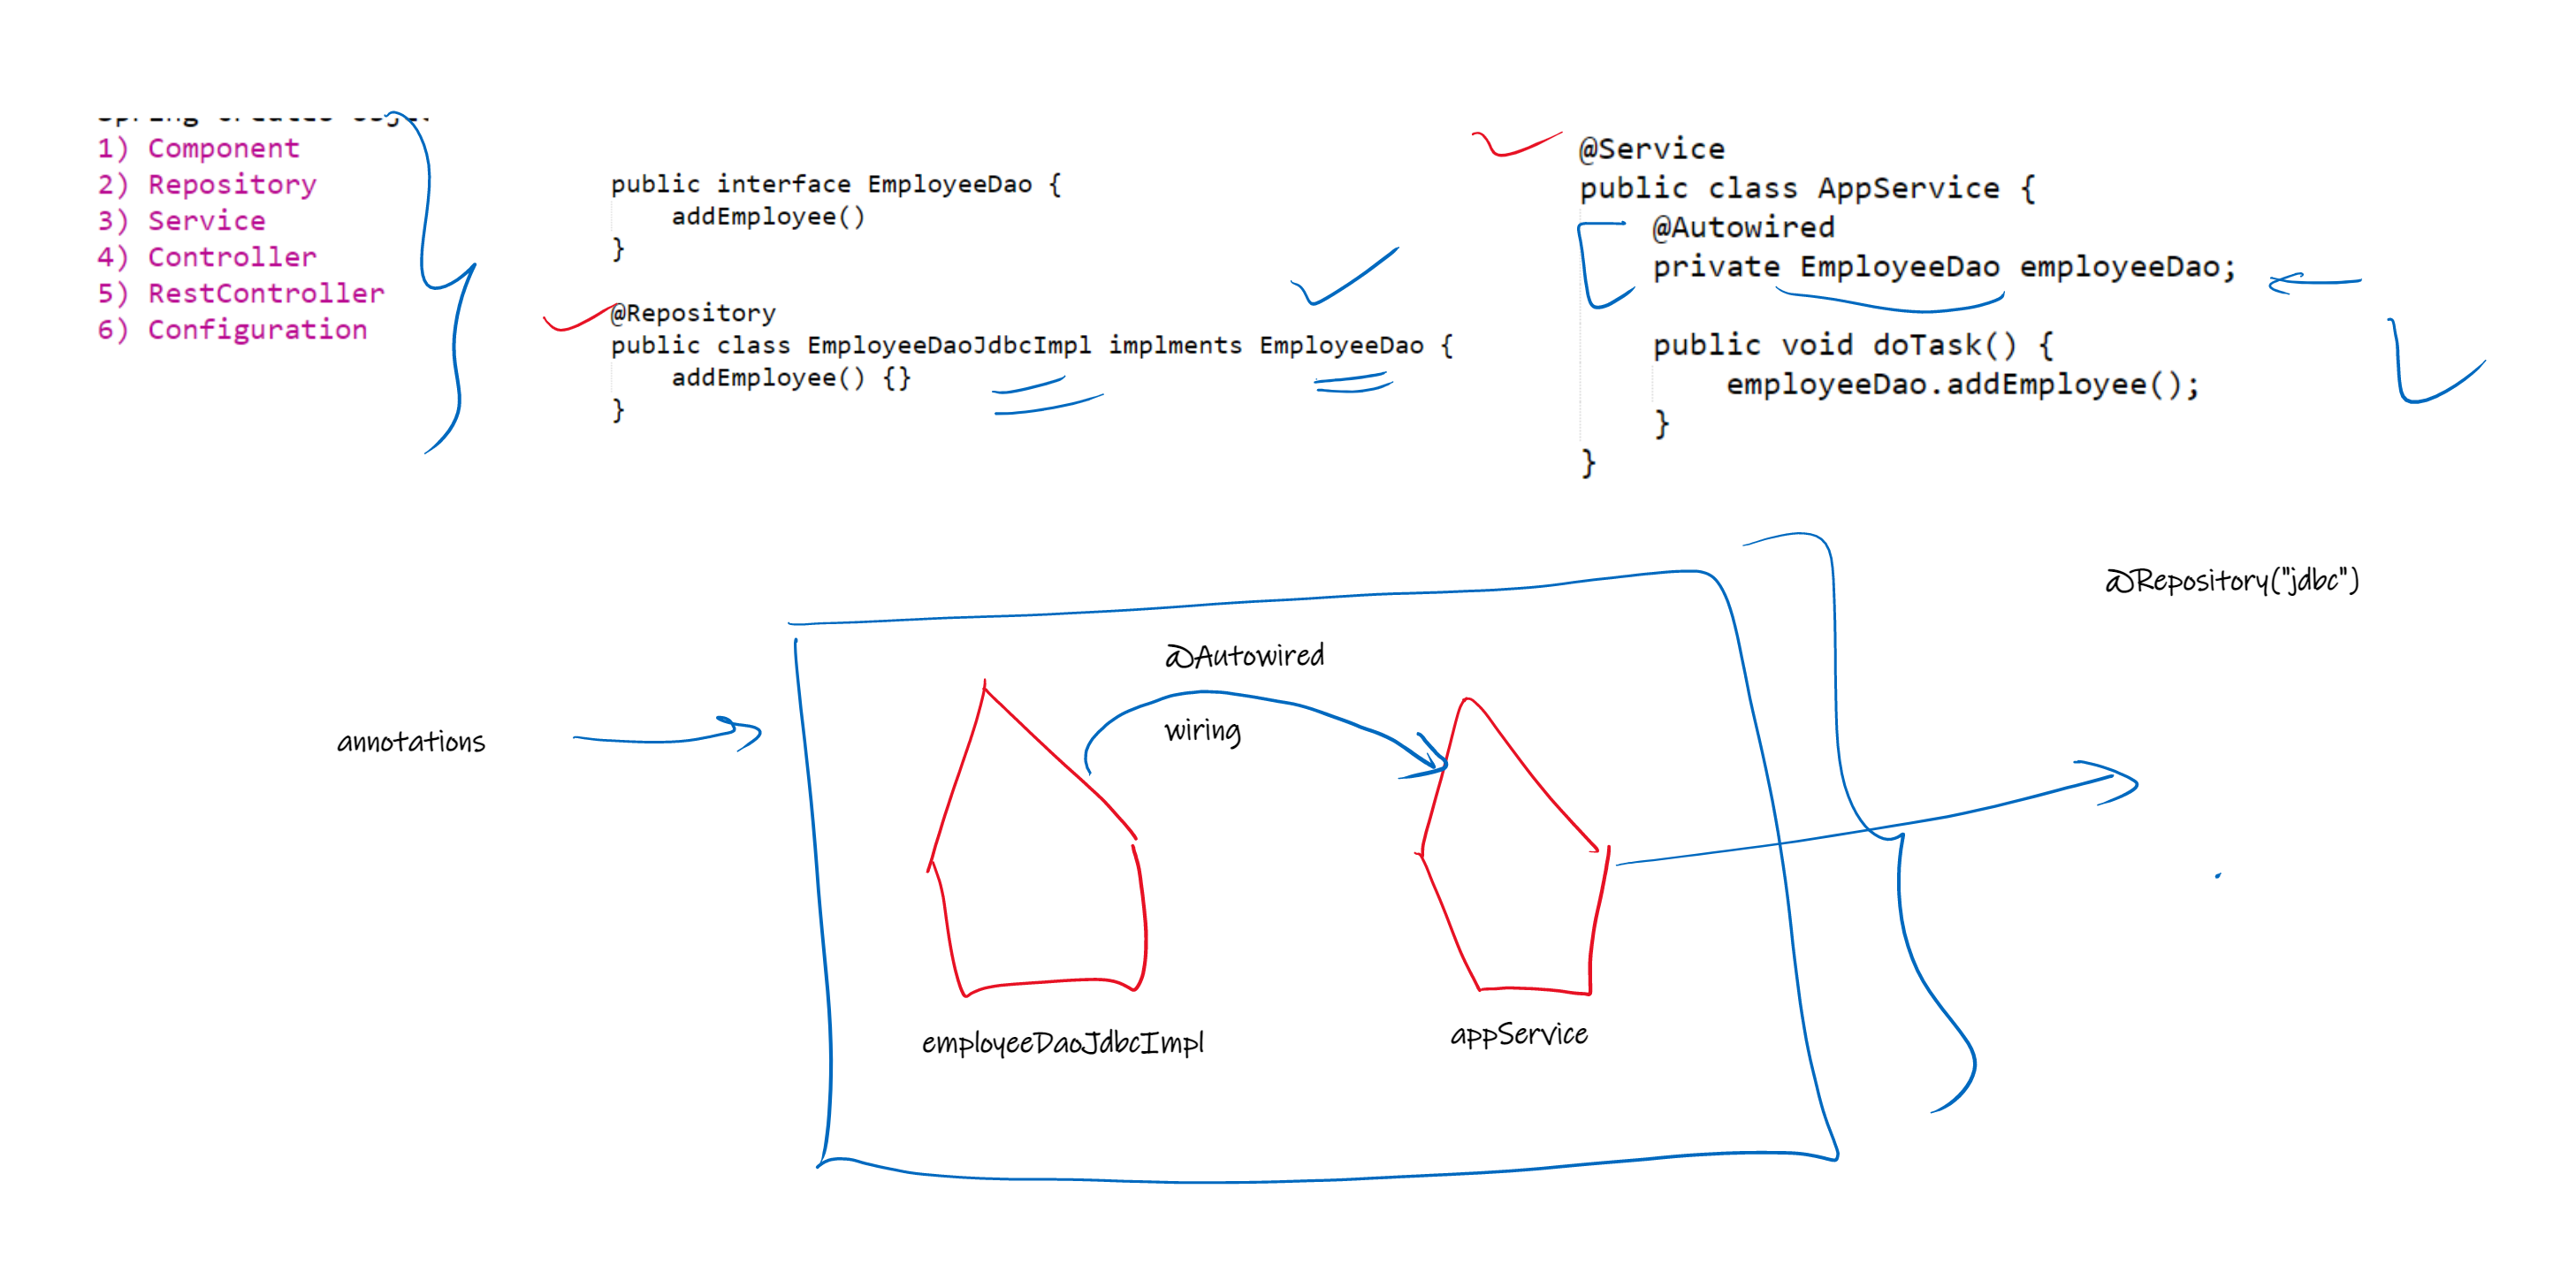 1) Component
2) Repository
3) Service
4) Controller
5) RestController
6) Configuration
public interface EmployeeDao {
addEmployee()
}
@Repository
public class EmployeeDaoJdbcImpl implments EmployeeDao {
addEmployee() {}
}
@Service
public class AppService {
@Autowired
private EmployeeDao employeeDao;
public void doTask() {
employeeDao.addEmployee();
}
}
@Repository("jdbc")
@Autowired
wiring
annotations
employeeDaoJdbcImpl
appService